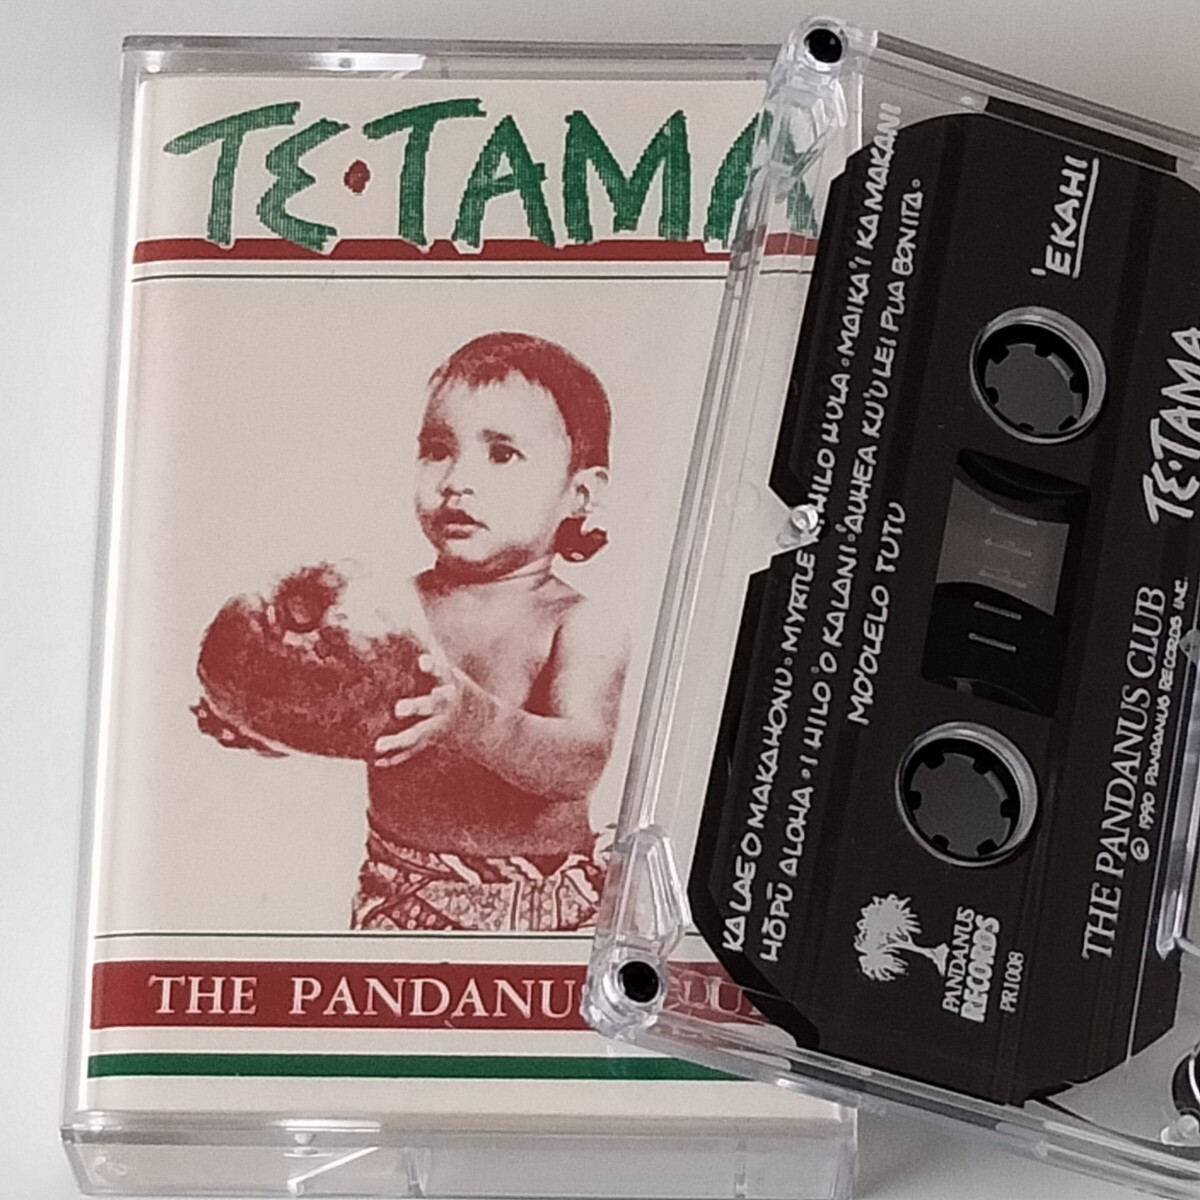 TE•TAMA
THE PANDANUS CLUB
'EKAHI
KA LAE O MAKAHONU • MYRTLE K. HILO HULA • MAIKA'I KA MAKANI
HŌPŪ ALOHA • I HILO 'O KALANI • 'AUHEA KU'U LEI PUA BONITA •
MO'OLELO TUTU
TE•TAMA
THE PANDANUS CLUB
© 1990 PANDANUS RECORDS INC.
PANDANUS
RECORDS
PR1008